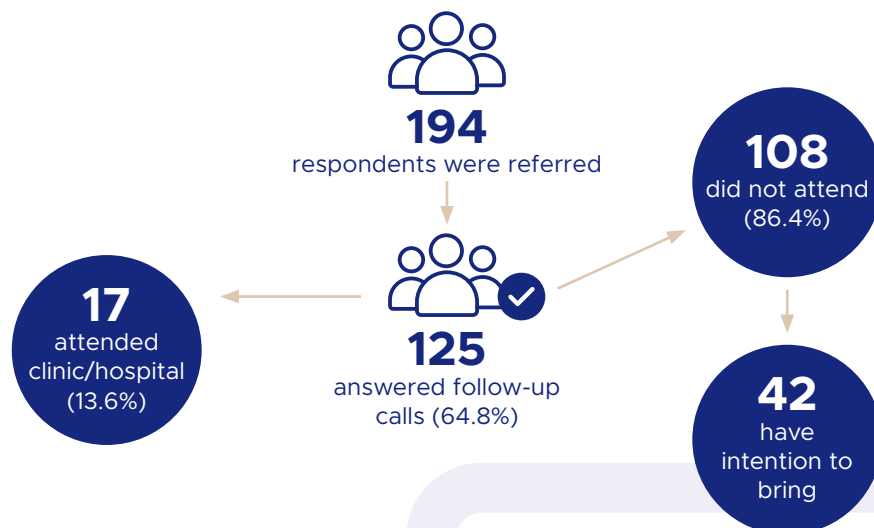 194
respondents were referred
108
did not attend
(86.4%)
17
attended
clinic/hospital
(13.6%)
125
answered follow-up
calls (64.8%)
42
have
intention to
bring